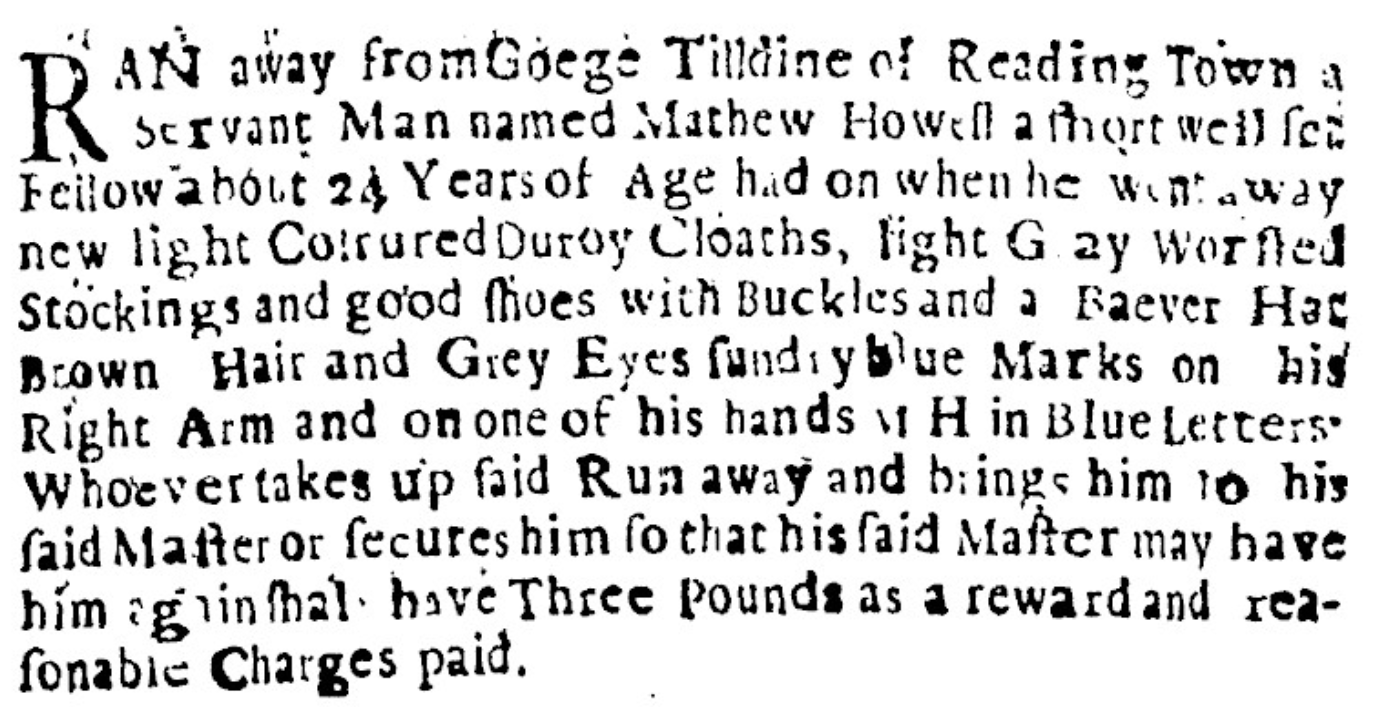 RAN away from Goege Tilldine of Reading Town a
Servant Man named Mathew Howell a ſhort well ſet
Fellow about 24 Years of Age had on when he went away
new light Coloured Duroy Cloaths, light Gray Worſted
Stockings and good ſhoes with Buckles and a Baever Hat
Brown Hair and Grey Eyes ſundry blue Marks on his
Right Arm and on one of his hands M H in Blue Letters.
Whoever takes up ſaid Run away and brings him to his
ſaid Maſter or ſecures him ſo that his ſaid Maſter may have
him again ſhal have Three Pounds as a reward and rea-
ſonable Charges paid.